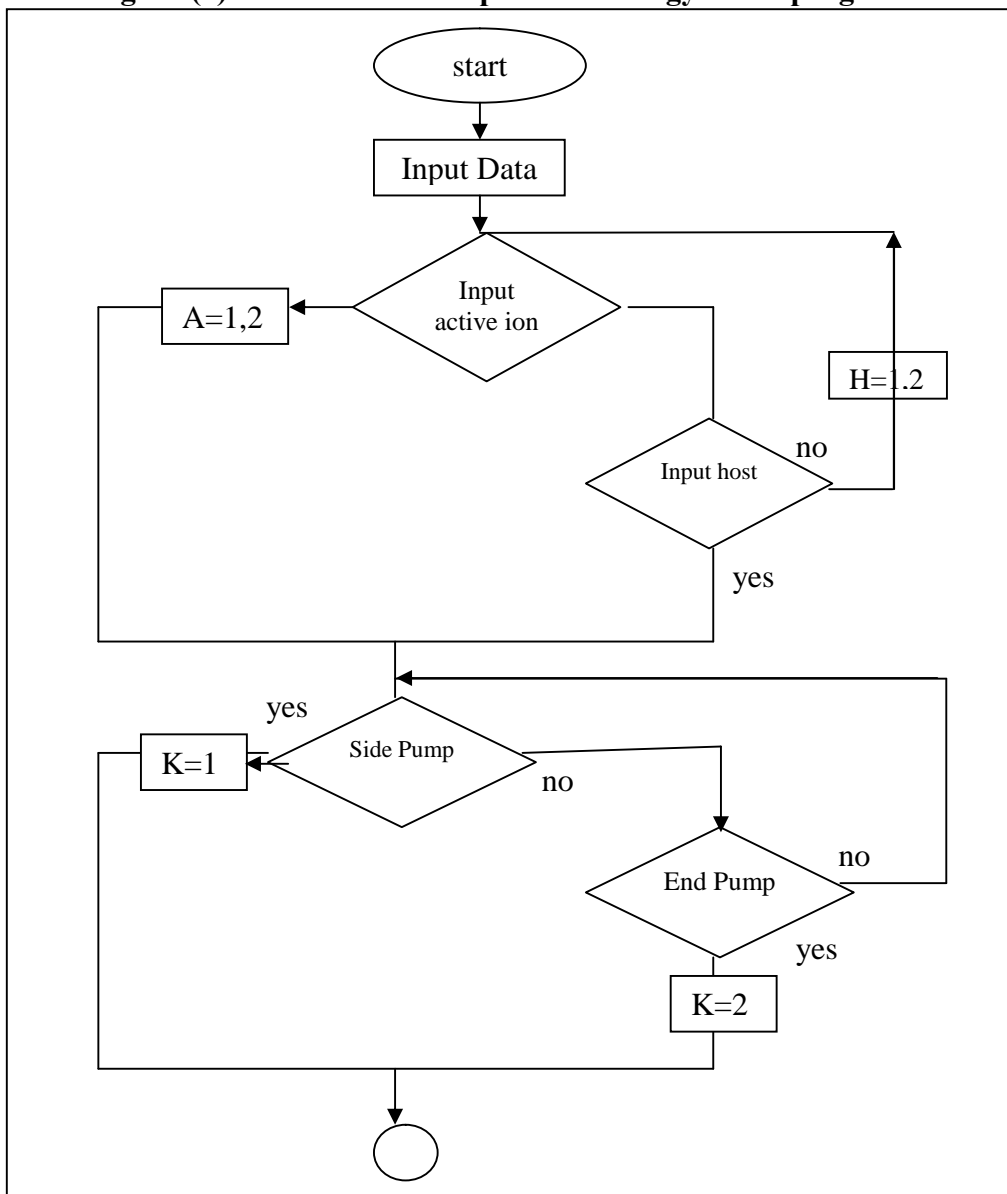 start
Input Data
Input
active ion
A=1,2
H=1.2
no
Input host
yes
yes
Side Pump
K=1
no
no
End Pump
yes
K=2